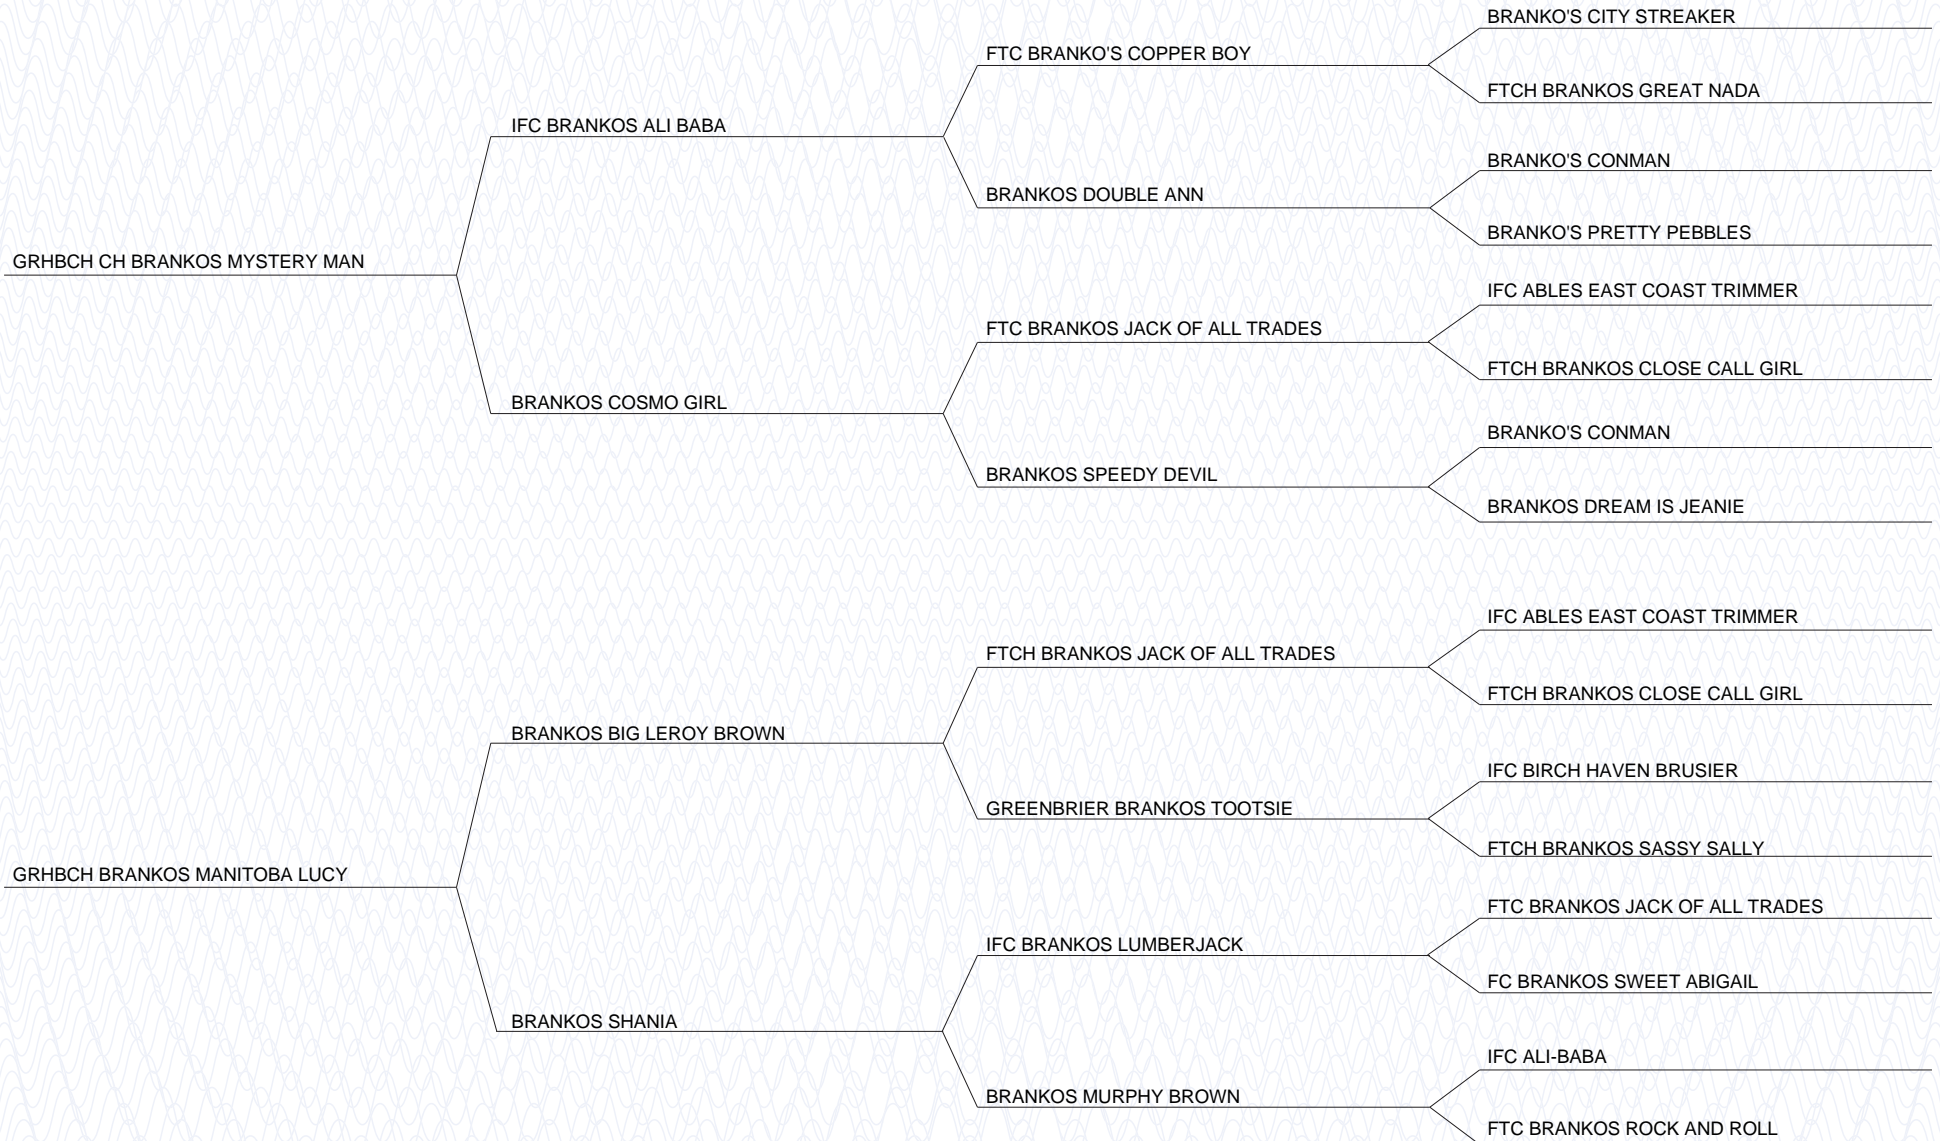 BRANKO'S CITY STREAKER
FTC BRANKO'S COPPER BOY
FTCH BRANKOS GREAT NADA
IFC BRANKOS ALI BABA
BRANKO'S CONMAN
BRANKOS DOUBLE ANN
BRANKO'S PRETTY PEBBLES
GRHBCH CH BRANKOS MYSTERY MAN
IFC ABLES EAST COAST TRIMMER
FTC BRANKOS JACK OF ALL TRADES
FTCH BRANKOS CLOSE CALL GIRL
BRANKOS COSMO GIRL
BRANKO'S CONMAN
BRANKOS SPEEDY DEVIL
BRANKOS DREAM IS JEANIE
IFC ABLES EAST COAST TRIMMER
FTCH BRANKOS JACK OF ALL TRADES
FTCH BRANKOS CLOSE CALL GIRL
BRANKOS BIG LEROY BROWN
IFC BIRCH HAVEN BRUSIER
GREENBRIER BRANKOS TOOTSIE
FTCH BRANKOS SASSY SALLY
GRHBCH BRANKOS MANITOBA LUCY
FTC BRANKOS JACK OF ALL TRADES
IFC BRANKOS LUMBERJACK
FC BRANKOS SWEET ABIGAIL
BRANKOS SHANIA
IFC ALI-BABA
BRANKOS MURPHY BROWN
FTC BRANKOS ROCK AND ROLL